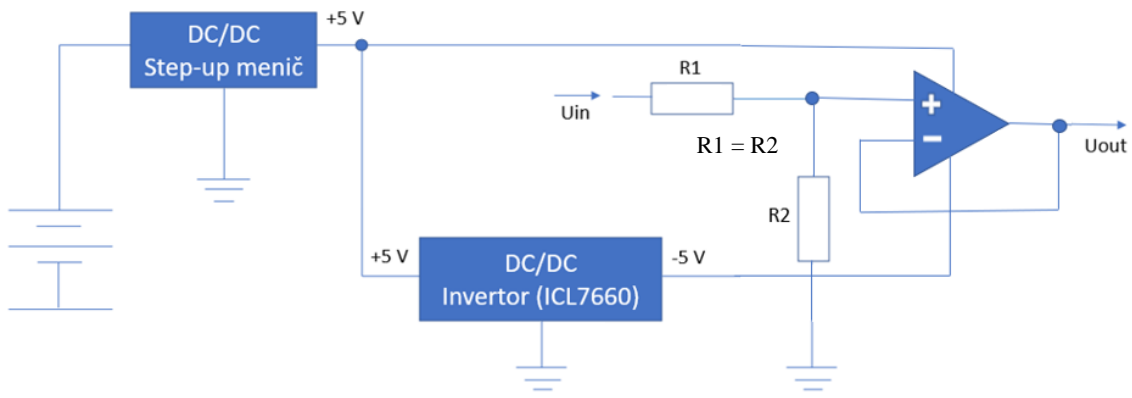 +5 V
DC/DC
Step-up menič
R1
Uin
+
−
R1 = R2
Uout
R2
+5 V
DC/DC
Invertor (ICL7660)
-5 V